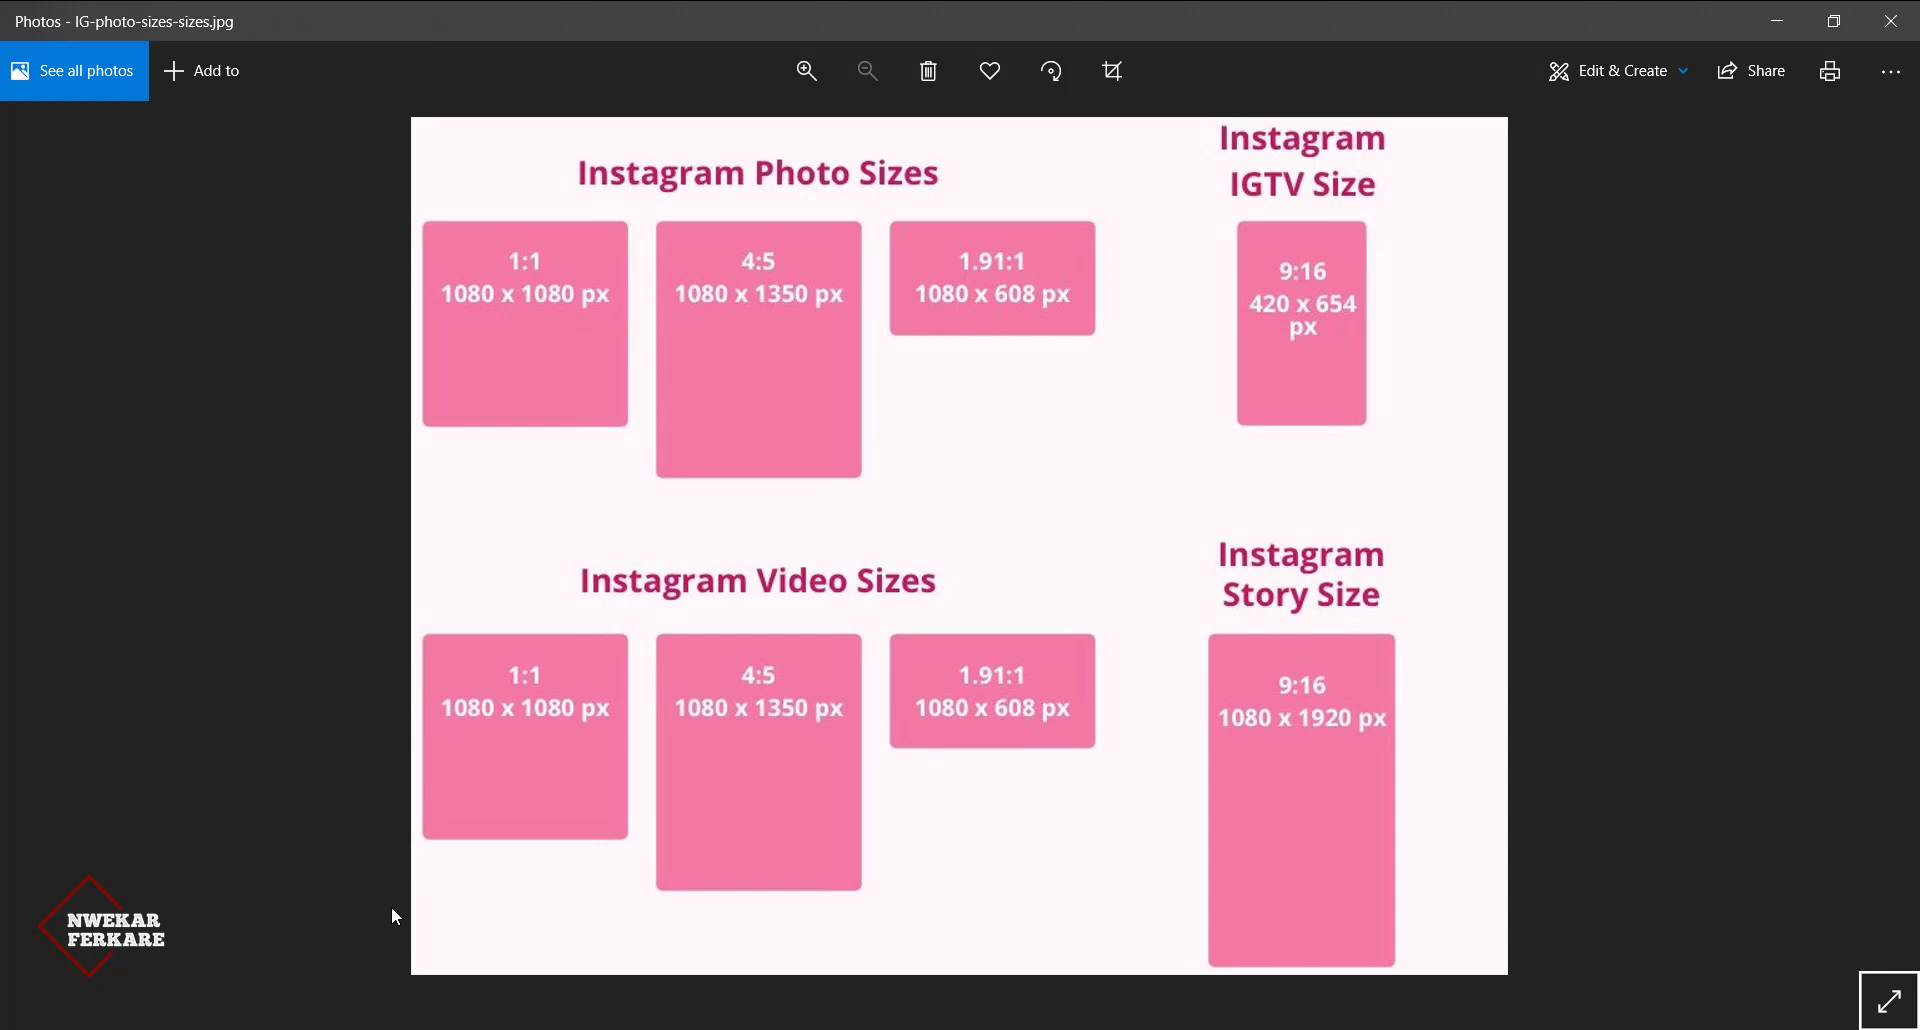 Photos - IG-photo-sizes-sizes.jpg
See all photos
Add to
Edit & Create
Share
Instagram Photo Sizes
1:1
1080 x 1080 px
4:5
1080 x 1350 px
1.91:1
1080 x 608 px
Instagram
IGTV Size
9:16
420 x 654
px
Instagram Video Sizes
1:1
1080 x 1080 px
4:5
1080 x 1350 px
1.91:1
1080 x 608 px
Instagram
Story Size
9:16
1080 x 1920 px
NWEKAR
FERKARE